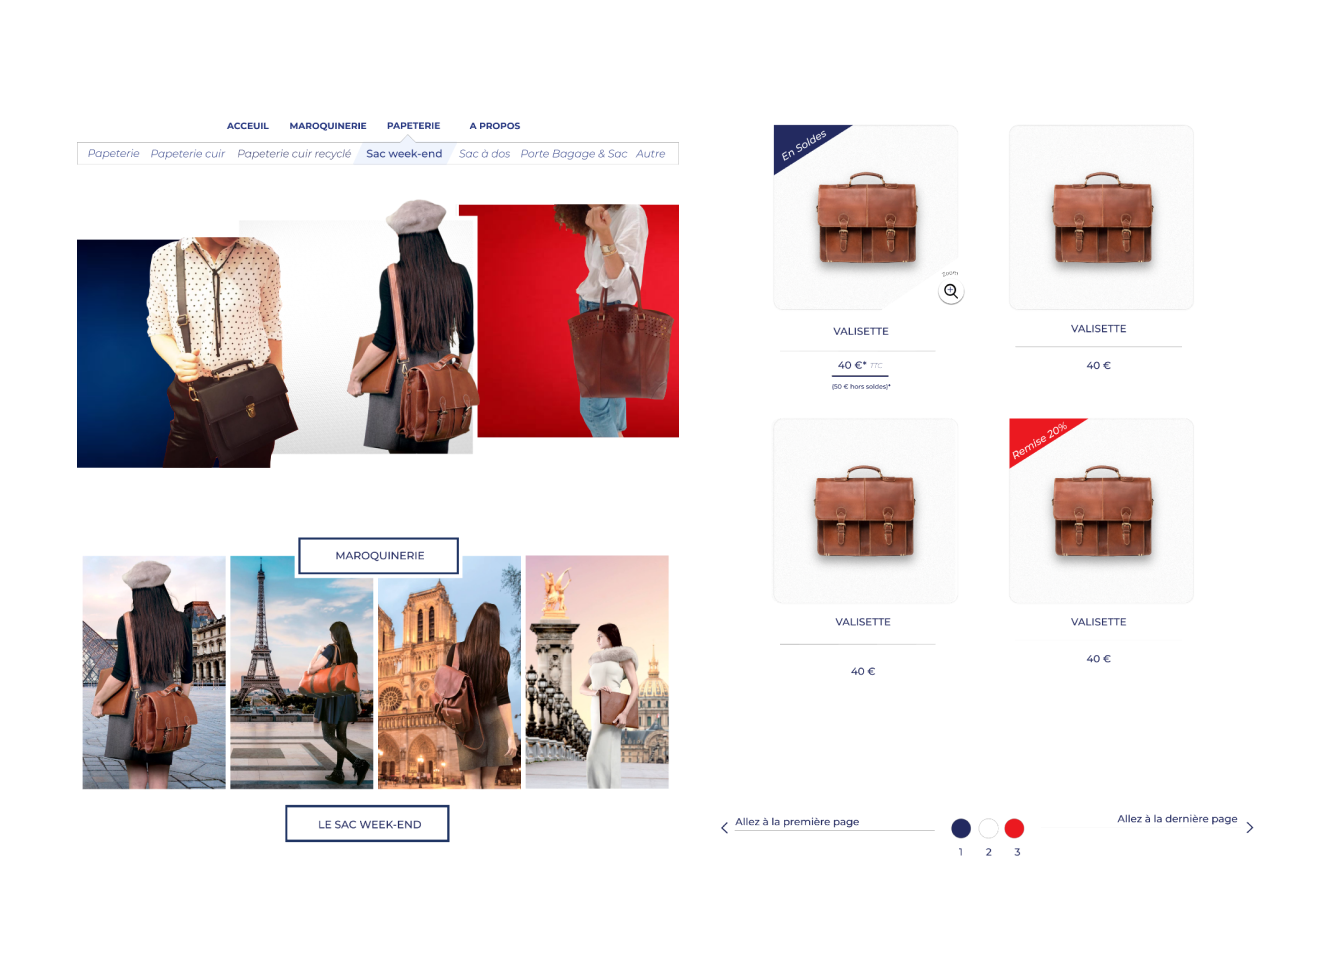 ACCEUIL MAROQUINERIE PAPETERIE A PROPOS
Papeterie Papeterie cuir Papeterie cuir recyclé Sac week-end Sac à dos Porte Bagage & Sac Autre
MAROQUINERIE
LE SAC WEEK-END
En Soldes
Zoom
VALISETTE
40 €* TTC
(50 € hors soldes)*
VALISETTE
40 €
VALISETTE
40 €
Remise 20%
VALISETTE
40 €
Allez à la première page
1 2 3
Allez à la dernière page